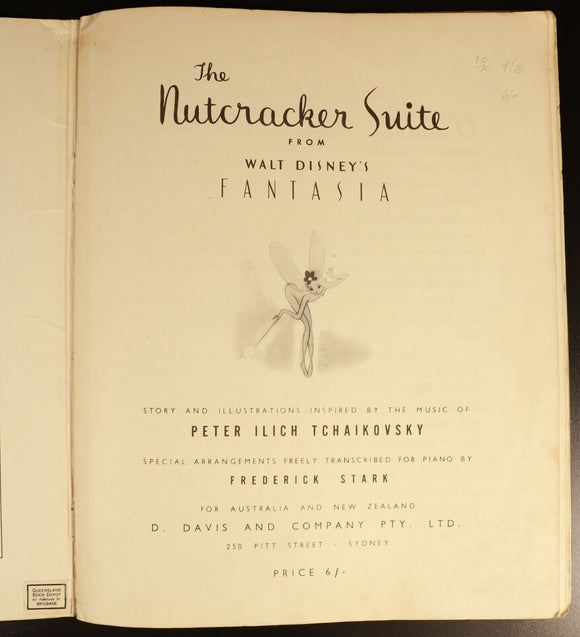 The
Nutcracker Suite
FROM
WALT DISNEY'S
FANTASIA
STORY AND ILLUSTRATIONS INSPIRED BY THE MUSIC OF
PETER ILICH TCHAIKOVSKY
SPECIAL ARRANGEMENTS FREELY TRANSCRIBED FOR PIANO BY
FREDERICK STARK
FOR AUSTRALIA AND NEW ZEALAND
D. DAVIS AND COMPANY PTY. LTD.
250 PITT STREET - SYDNEY
PRICE 6/-
6/-
QUEENSLAND
BOOK DEPOT
BRISBANE